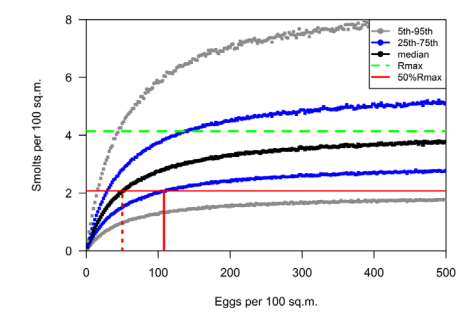 8
6
4
2
0
Smolts per 100 sq.m.
5th-95th
25th-75th
median
Rmax
50%Rmax
0 100 200 300 400 500
Eggs per 100 sq.m.